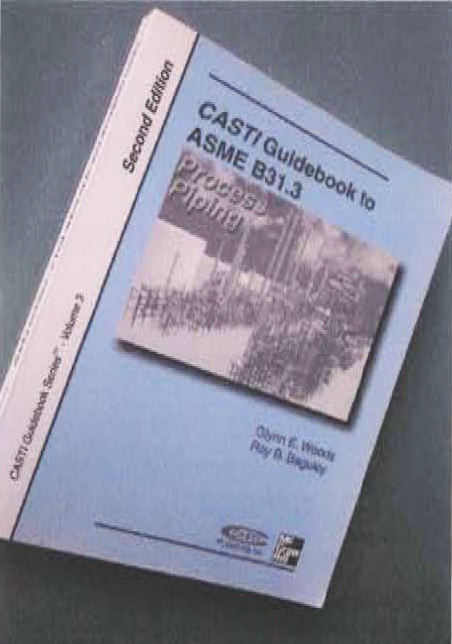 Second Edition
CASTI Guidebook Series™ - Volume 3
CASTI Guidebook to
ASME B31.3
Process
Piping
Glynn E. Woods
Roy B. Baguley
CASTI